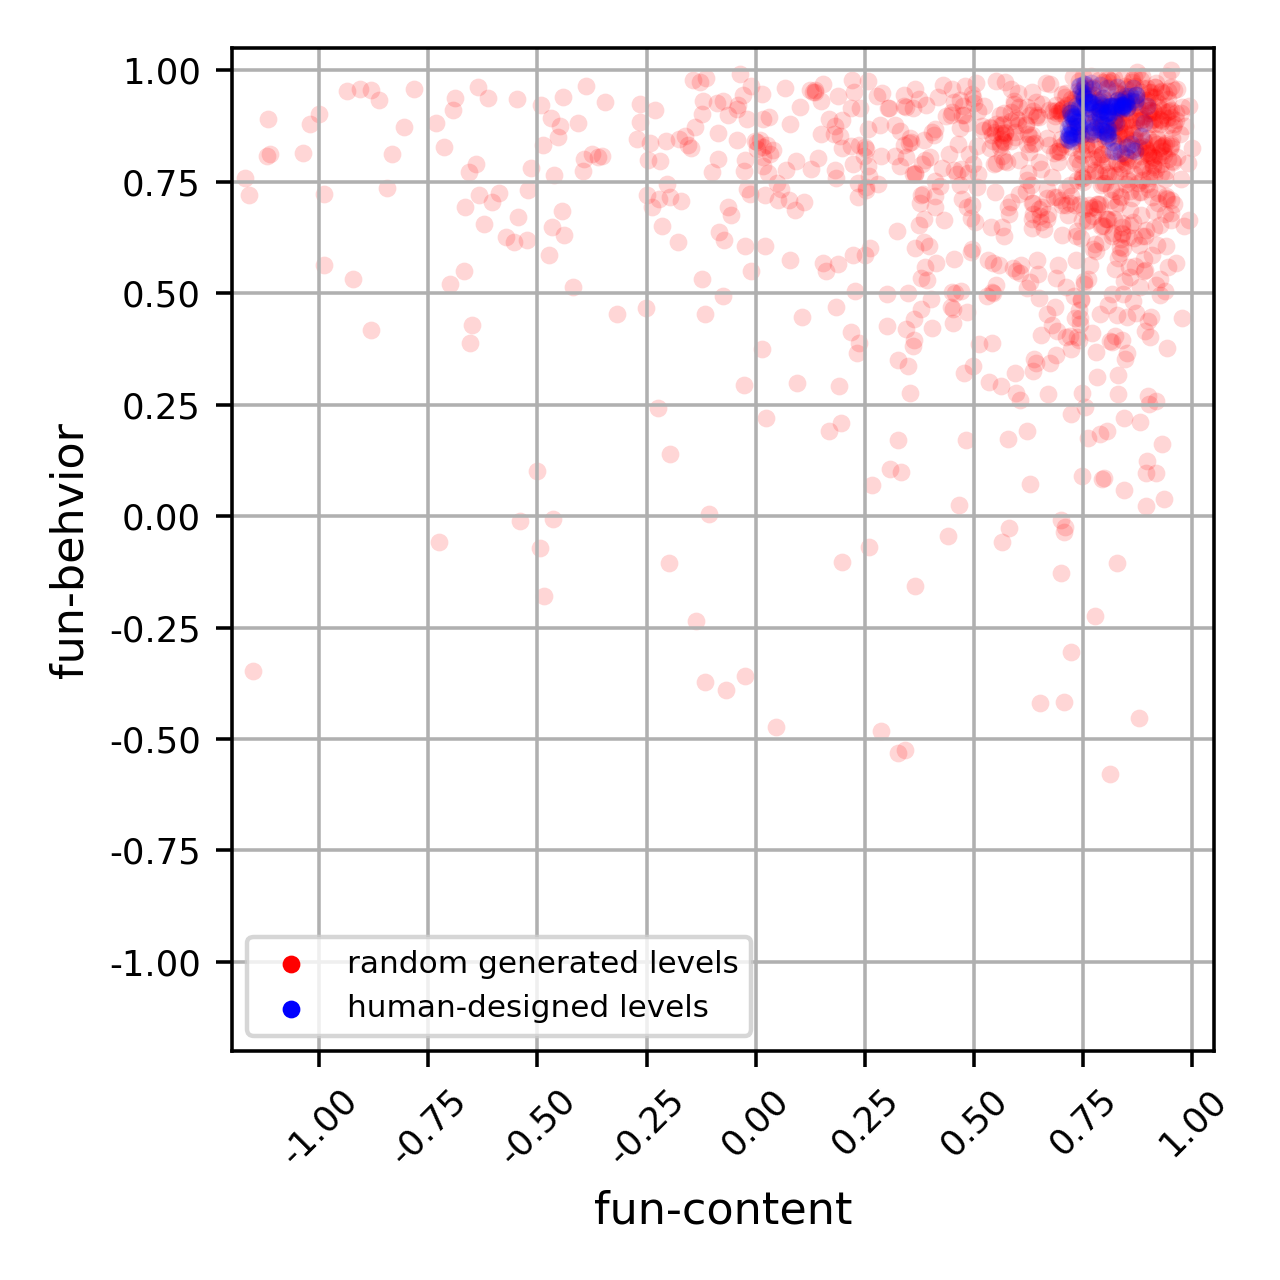 1.00
0.75
0.50
0.25
0.00
-0.25
-0.50
-0.75
-1.00
fun-behvior
random generated levels
human-designed levels
-1.00 -0.75 -0.50 -0.25 0.00 0.25 0.50 0.75 1.00
fun-content